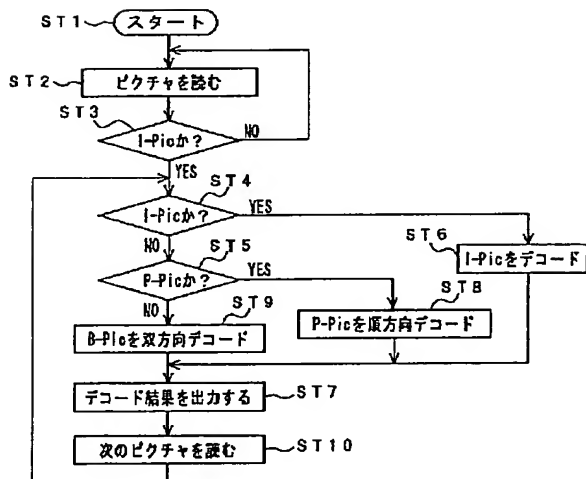 ST1 スタート
ST2 ピクチャを読む
ST3
I-Picか? NO
YES
ST4
I-Picか? YES
NO
ST6
I-Picをデコード
ST5
P-Picか? YES
NO
ST8
P-Picを順方向デコード
ST9
B-Picを双方向デコード
デコード結果を出力する ST7
次のピクチャを読む ST10